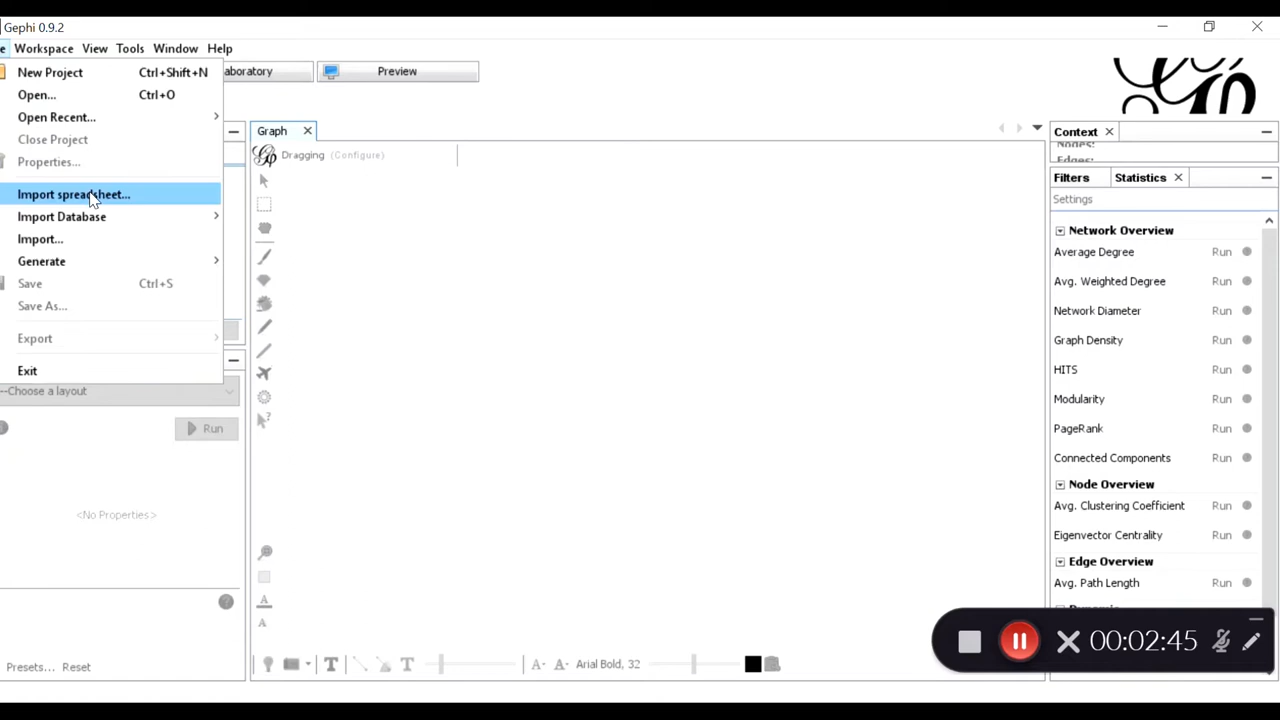 Gephi 0.9.2
e Workspace View Tools Window Help
New Project Ctrl+Shift+N
Open... Ctrl+O
Open Recent...
Close Project
Properties...
Import spreadsheet...
Import Database
Import...
Generate
Save Ctrl+S
Save As...
Export
Exit
aboratory
Preview
--Choose a layout
Run
<No Properties>
Presets... Reset
Graph
Dragging (Configure)
Arial Bold, 32
Context
Nodes:
Edges:
Filters Statistics
Settings
Network Overview
Average Degree Run
Avg. Weighted Degree Run
Network Diameter Run
Graph Density Run
HITS Run
Modularity Run
PageRank Run
Connected Components Run
Node Overview
Avg. Clustering Coefficient Run
Eigenvector Centrality Run
Edge Overview
Avg. Path Length Run
00:02:45